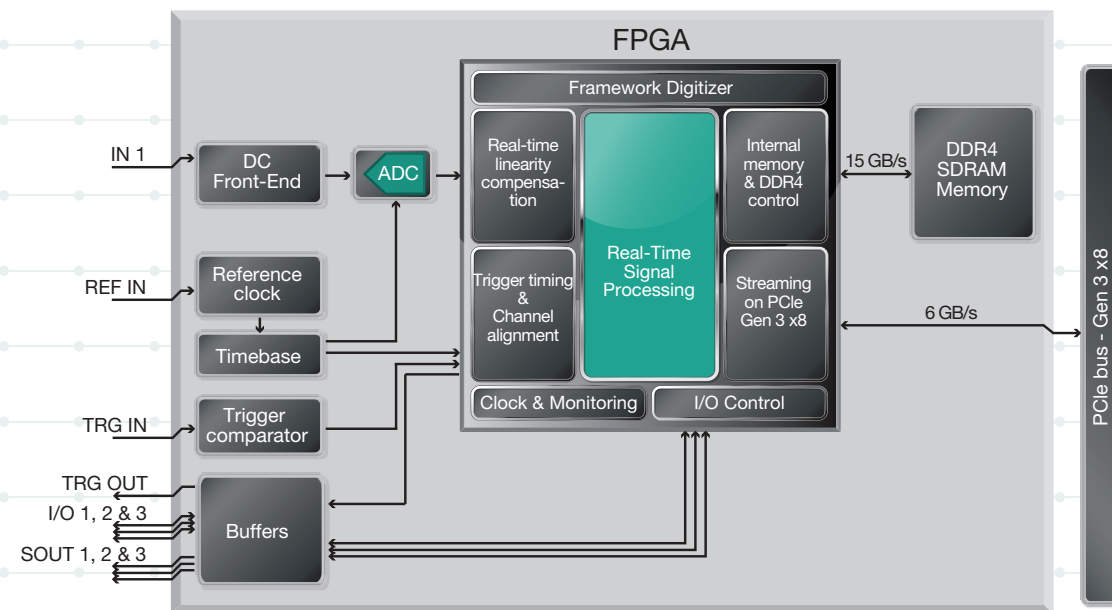 FPGA
Framework Digitizer
IN 1
DC
Front-End
ADC
Real-time
linearity
compensa-
tion
Internal
memory
& DDR4
control
15 GB/s
DDR4
SDRAM
Memory
Real-Time
Signal
Processing
REF IN
Reference
clock
Timebase
Trigger timing
&
Channel
alignment
Streaming
on PCIe
Gen 3 x8
6 GB/s
PCIe bus - Gen 3 x8
Clock & Monitoring
I/O Control
TRG IN
Trigger
comparator
TRG OUT
I/O 1, 2 & 3
SOUT 1, 2 & 3
Buffers